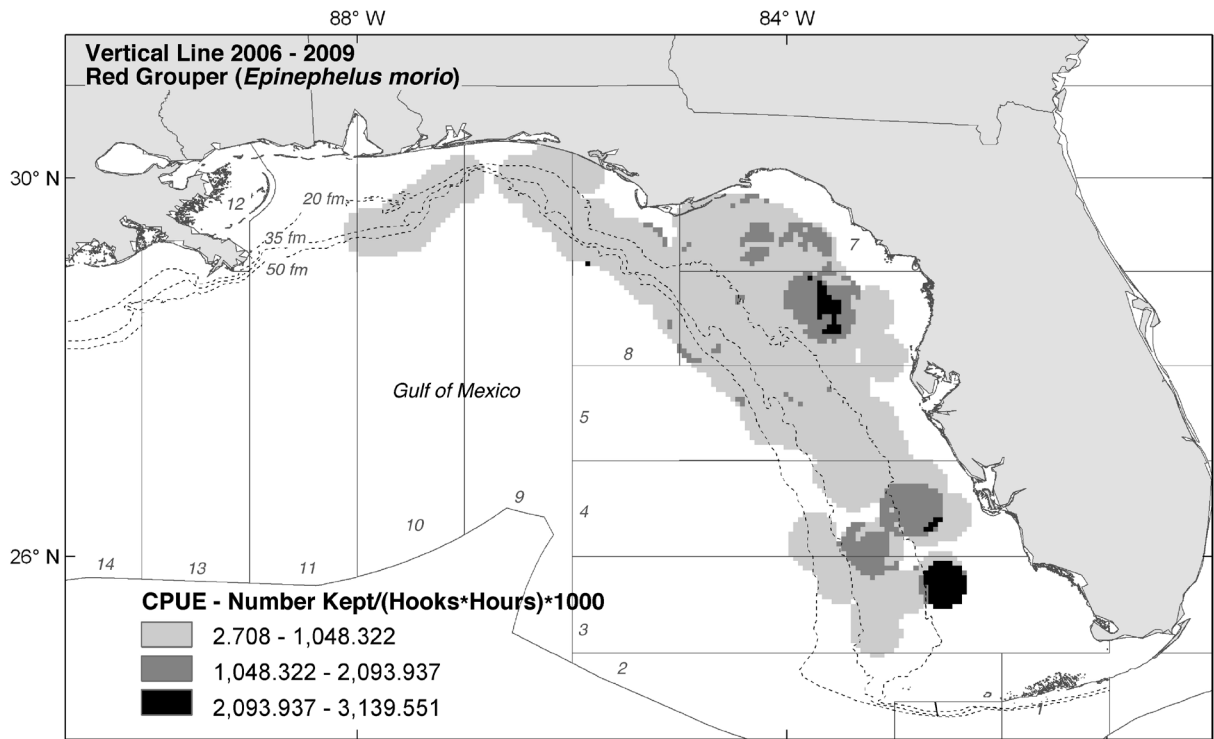 88° W
84° W
Vertical Line 2006 - 2009
Red Grouper (Epinephelus morio)
30° N
12
20 fm
35 fm
50 fm
7
8
Gulf of Mexico
5
9
4
10
26° N
14
13
11
CPUE - Number Kept/(Hooks*Hours)*1000
2.708 - 1,048.322
3
1,048.322 - 2,093.937
2
2,093.937 - 3,139.551
1